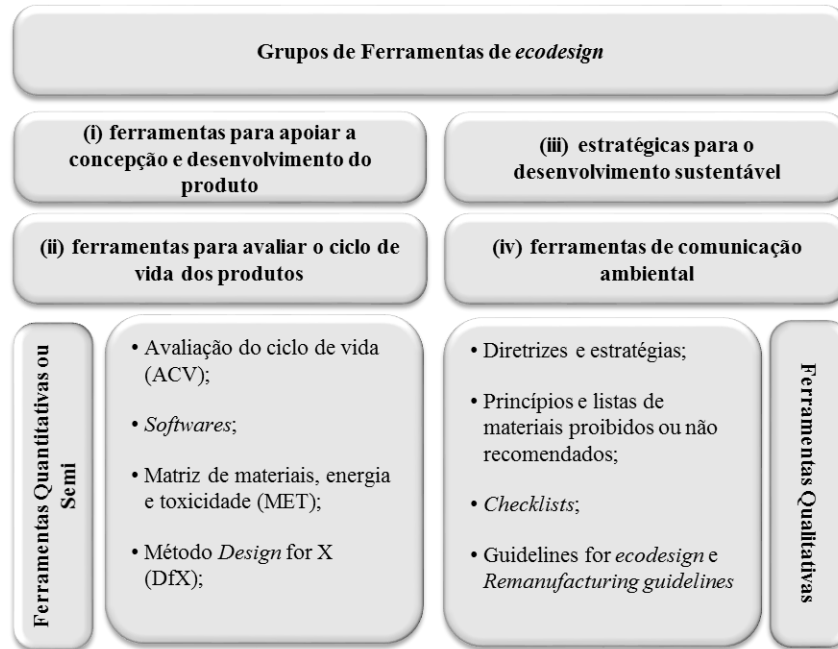 Grupos de Ferramentas de ecodesign
(i) ferramentas para apoiar a
concepção e desenvolvimento do
produto
(iii) estratégicas para o
desenvolvimento sustentável
(ii) ferramentas para avaliar o ciclo de
vida dos produtos
(iv) ferramentas de comunicação
ambiental
Ferramentas Quantitativas ou
Semi
• Avaliação do ciclo de vida
(ACV);
• Softwares;
• Matriz de materiais, energia
e toxicidade (MET);
• Método Design for X
(DfX);
• Diretrizes e estratégias;
• Princípios e listas de
materiais proibidos ou não
recomendados;
• Checklists;
• Guidelines for ecodesign e
Remanufacturing guidelines
Ferramentas Qualitativas